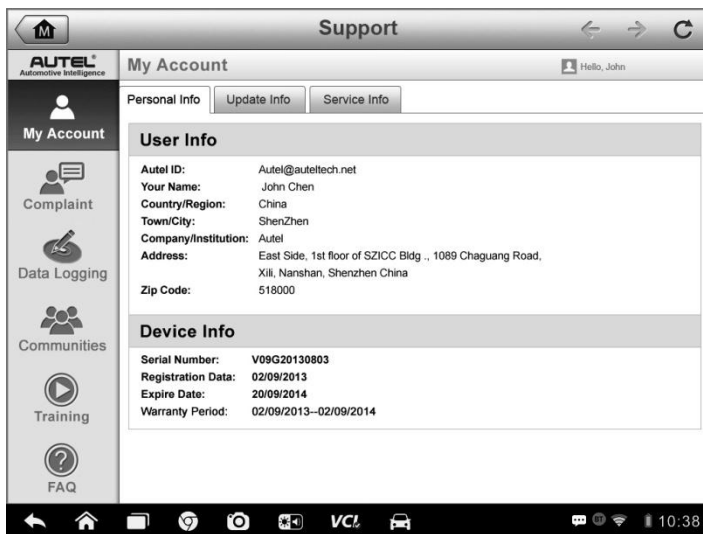 M
Support
AUTEL®
Automotive Intelligence
My Account
Hello, John
Personal Info
Update Info
Service Info
My Account
Complaint
Data Logging
Communities
Training
FAQ
User Info
Autel ID: Autel@auteltech.net
Your Name: John Chen
Country/Region: China
Town/City: ShenZhen
Company/Institution: Autel
Address: East Side, 1st floor of SZICC Bldg ., 1089 Chaguang Road,
Xili, Nanshan, Shenzhen China
Zip Code: 518000
Device Info
Serial Number: V09G20130803
Registration Data: 02/09/2013
Expire Date: 20/09/2014
Warranty Period: 02/09/2013--02/09/2014
VCI
10:38